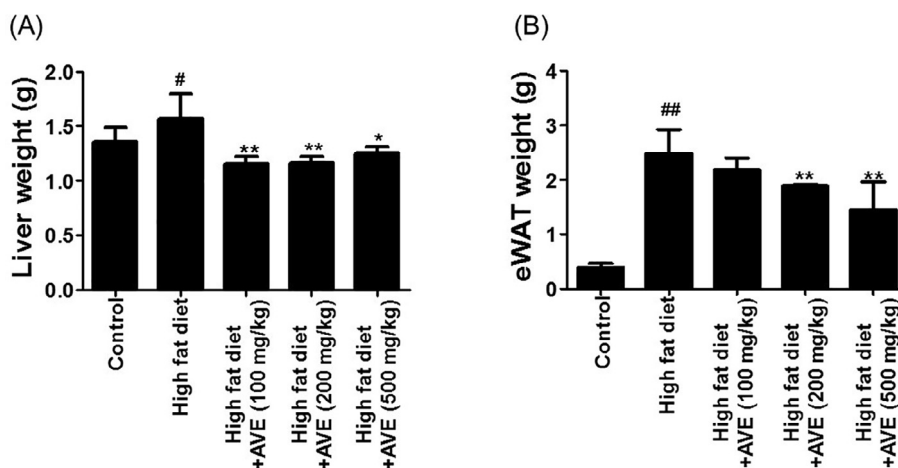 (A)
Liver weight (g)
2.0
1.5
1.0
0.5
0.0
#
**
**
*
Control
High fat diet
High fat diet
+AVE (100 mg/kg)
High fat diet
+AVE (200 mg/kg)
High fat diet
+AVE (500 mg/kg)
(B)
eWAT weight (g)
4
3
2
1
0
##
**
**
Control
High fat diet
High fat diet
+AVE (100 mg/kg)
High fat diet
+AVE (200 mg/kg)
High fat diet
+AVE (500 mg/kg)